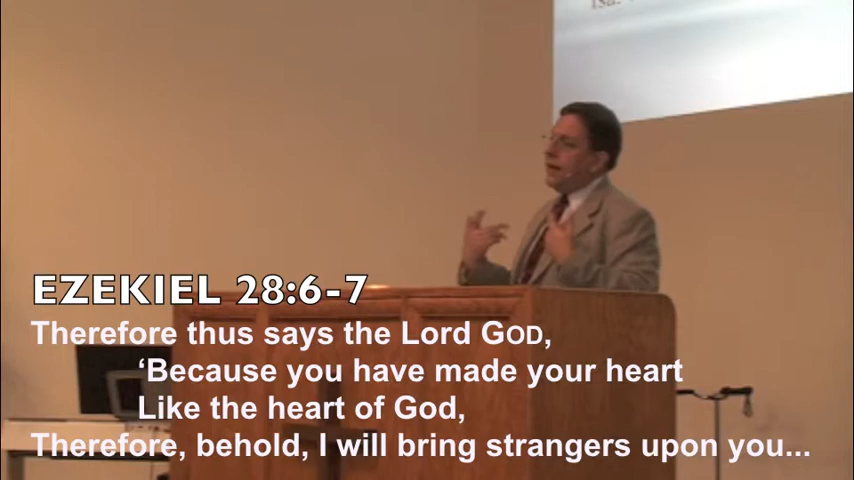 Isa.
EZEKIEL 28:6-7
Therefore thus says the Lord GOD,
‘Because you have made your heart
Like the heart of God,
Therefore, behold, I will bring strangers upon you...